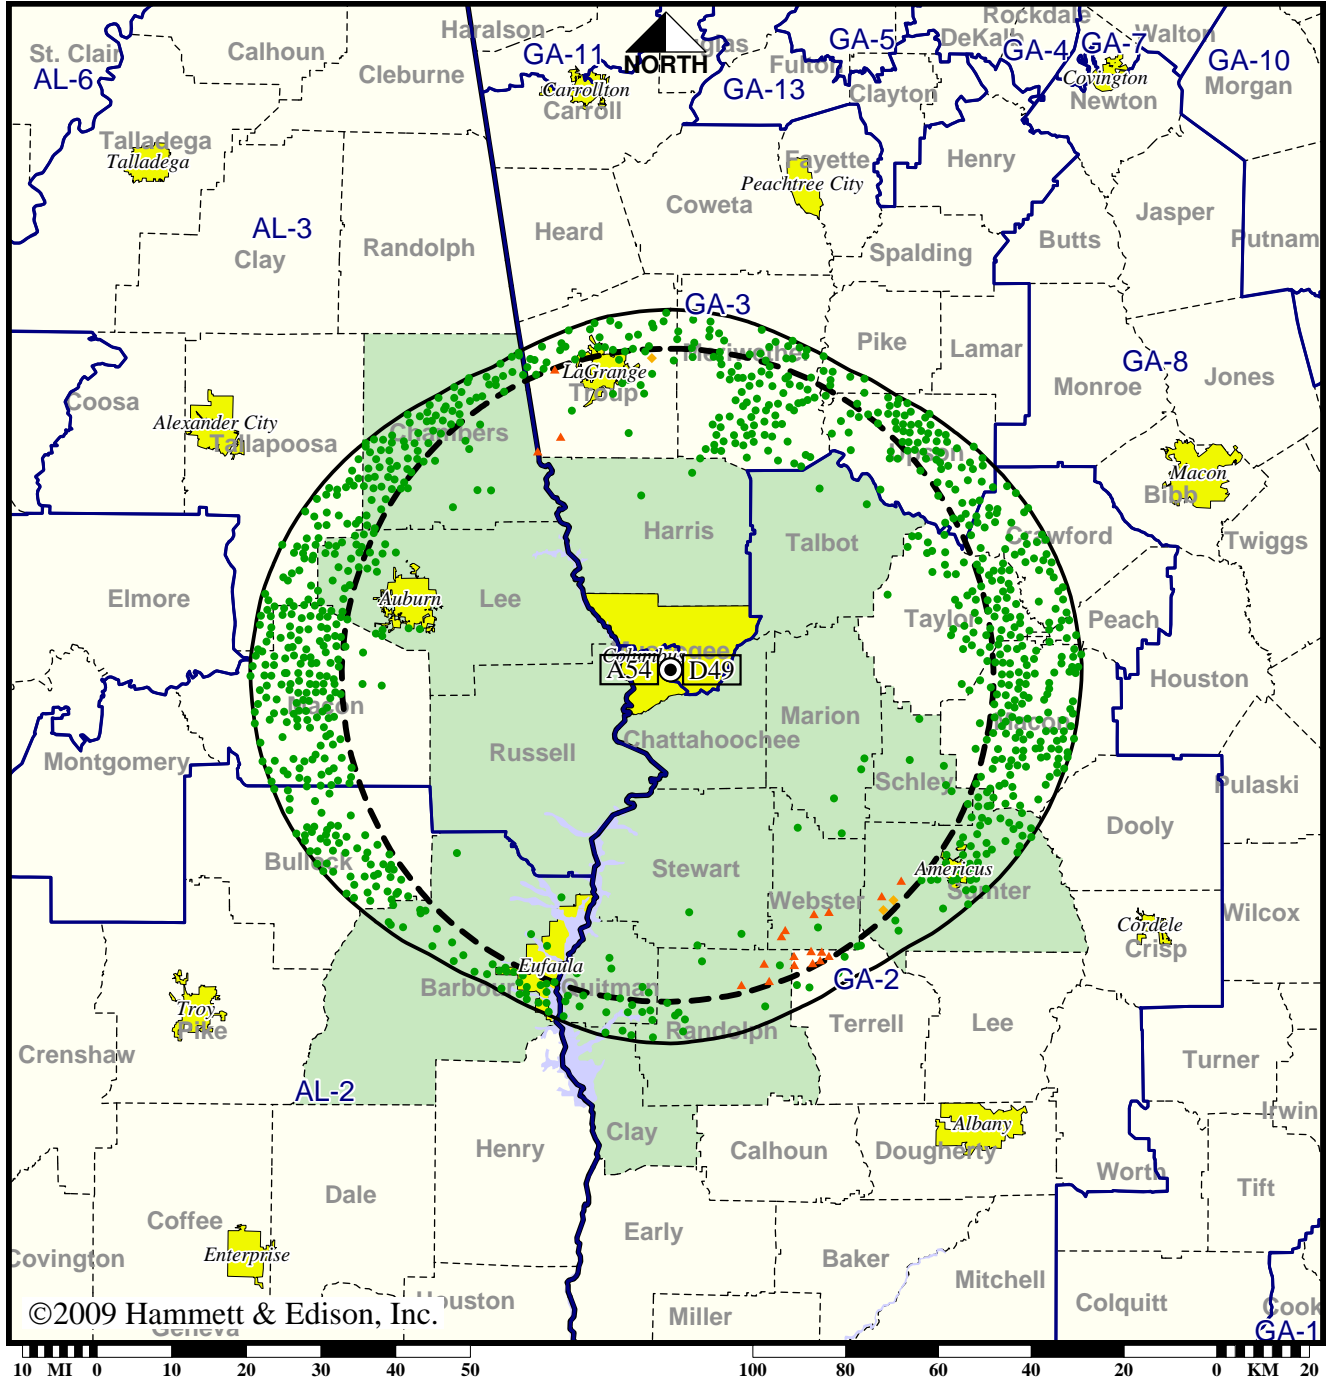 Haralson
Rockdale
St. Clair
Calhoun
GA-11
NORTH
GA-5
DeKalb
GA-4
GA-7
Walton
AL-6
Cleburne
Carrollton
Carroll
Fulton
GA-13
Clayton
Covington
Newton
GA-10
Morgan
Talladega
Talladega
Fayette
Peachtree City
Henry
Coweta
Jasper
AL-3
Clay
Randolph
Heard
Spalding
Butts
Putnam
GA-3
Meriwether
Pike
Lamar
GA-8
Monroe
Jones
LaGrange
Troup
Coosa
Alexander City
Tallapoosa
Chambers
Upson
Macon
Bibb
Harris
Talbot
Crawford
Twiggs
Elmore
Auburn
Lee
Taylor
Peach
Muscogee
Columbus
A54
D49
Houston
Macon
Marion
Macon
Montgomery
Russell
Chattahoochee
Schley
Pulaski
Dooly
Bullock
Stewart
Webster
Americus
Sumter
Wilcox
Cordele
Crisp
Eufaula
Barbour
Quitman
GA-2
Troy
Pike
Randolph
Terrell
Lee
Crenshaw
Turner
AL-2
Irwin
Albany
Henry
Clay
Calhoun
Dougherty
Worth
Tift
Dale
Coffee
Early
Enterprise
Covington
Baker
Mitchell
©2009 Hammett & Edison, Inc.
Houston
Miller
Colquitt
Cook
Geneva
GA-1
10 MI 0 10 20 30 40 50
100 80 60 40 20 0 KM 20